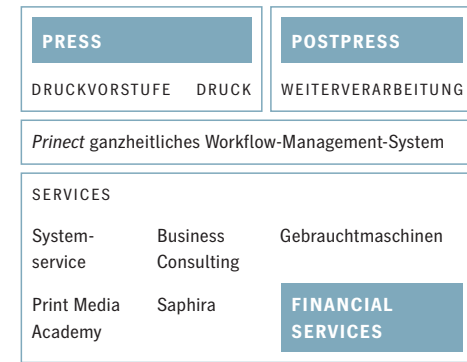 PRESS
POSTPRESS
DRUCKVORSTUFE DRUCK
WEITERVERARBEITUNG
Prinect ganzheitliches Workflow-Management-System
SERVICES
System-
service
Business
Consulting
Gebrauchtmaschinen
Print Media
Academy
Saphira
FINANCIAL
SERVICES